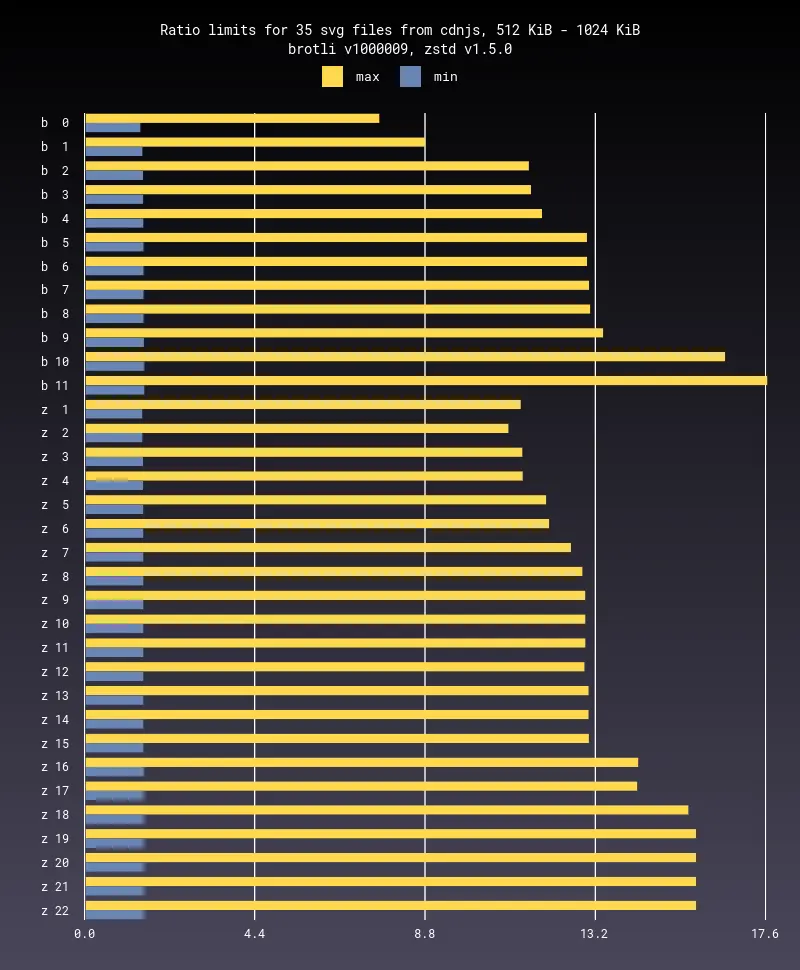 Ratio limits for 35 svg files from cdnjs, 512 KiB - 1024 KiB
brotli v1000009, zstd v1.5.0
max min
b 0
b 1
b 2
b 3
b 4
b 5
b 6
b 7
b 8
b 9
b 10
b 11
z 1
z 2
z 3
z 4
z 5
z 6
z 7
z 8
z 9
z 10
z 11
z 12
z 13
z 14
z 15
z 16
z 17
z 18
z 19
z 20
z 21
z 22
0.0 4.4 8.8 13.2 17.6